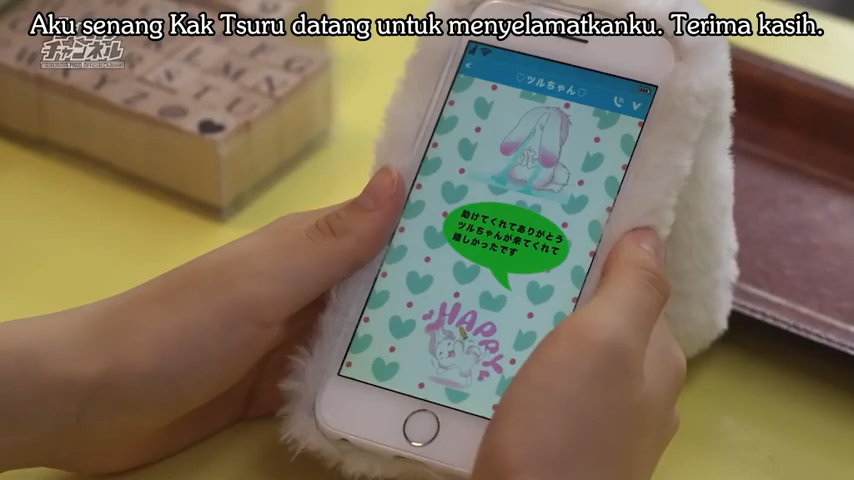 Aku senang Kak Tsuru datang untuk menyelamatkanku. Terima kasih.
チャンネル
♡ツルちゃん♡
助けてくれてありがとう
ツルちゃんが来てくれて
嬉しかったです
HAPPY